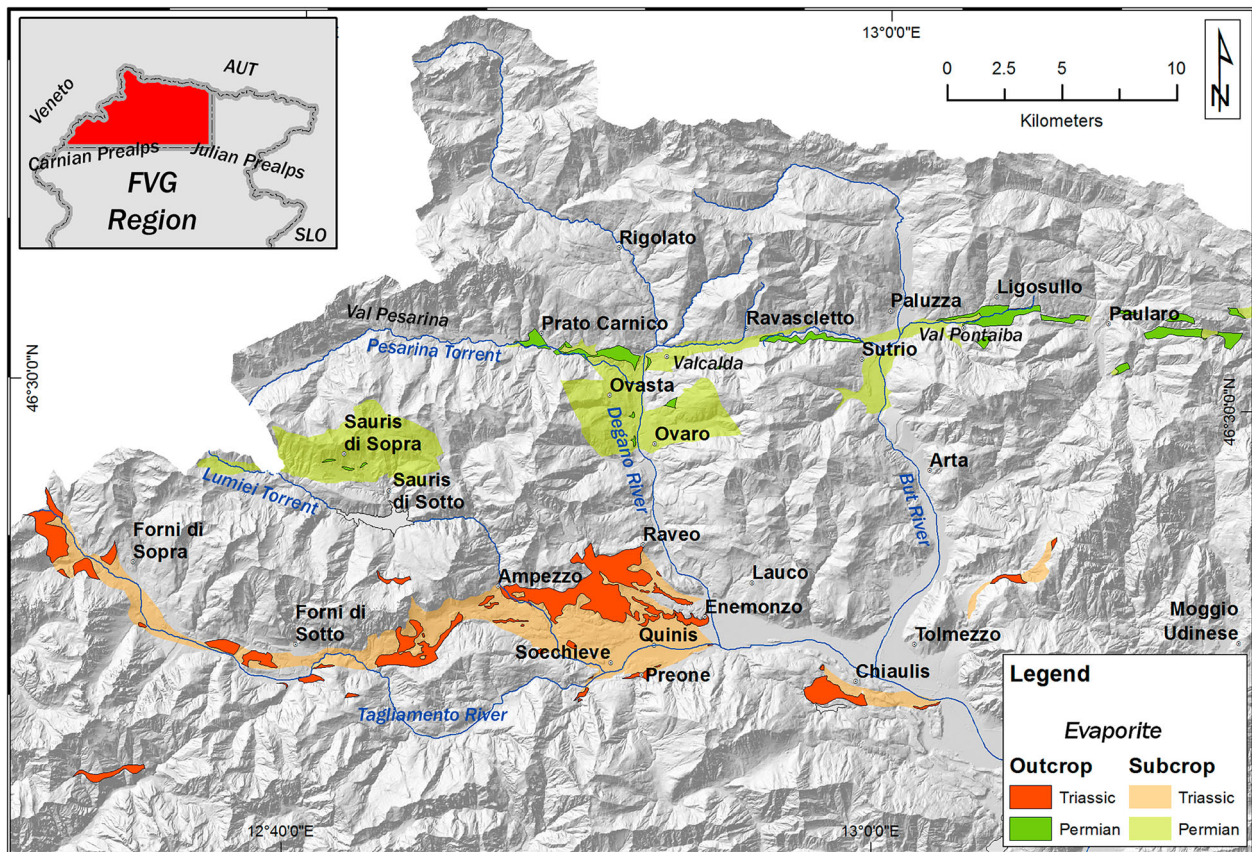 AUT
Veneto
Carnian Prealps
Julian Prealps
FVG
Region
SLO
13°0'0"E
0 2.5 5 10
Kilometers
N
Rigolato
Val Pesarina
Pesarina Torrent
Prato Carnico
Ravascletto
Paluzza
Ligosullo
Paularo
Val Pontaiba
Sutrio
Valcalda
46°30'0"N
46°30'0"N
Ovasta
Degano River
Ovaro
Sauris
di Sopra
Sauris
di Sotto
Lumiei Torrent
Arta
But River
Forni di
Sopra
Raveo
Lauco
Ampezzo
Enemonzo
Forni di
Sotto
Quinis
Socchieve
Preone
Tolmezzo
Moggio
Udinese
Chiaulis
Tagliamento River
Legend
Evaporite
Outcrop Subcrop
Triassic Triassic
Permian Permian
12°40'0"E
13°0'0"E